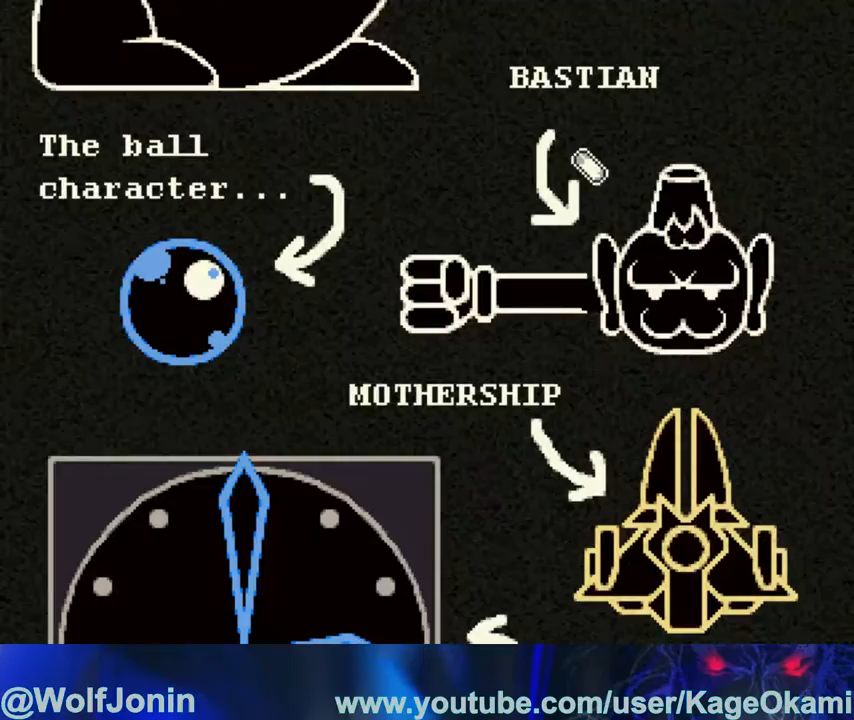 BASTIAN
The ball
character...
MOTHERSHIP
@WolfJonin
www.youtube.com/user/KageOkami